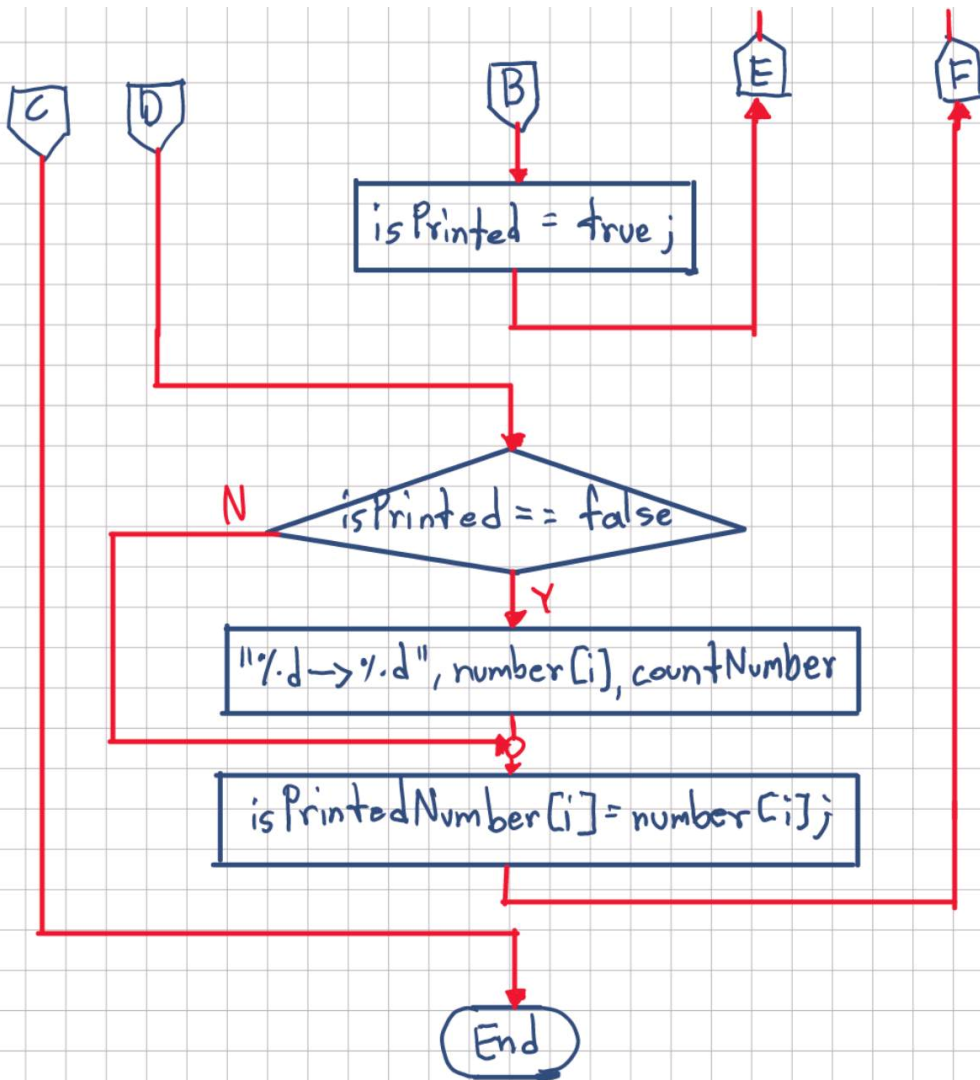 C
D
B
E
F
isPrinted = true;
N
isPrinted == false
Y
"%d->%d", number[i], countNumber
isPrintedNumber[i]=number[i];
End